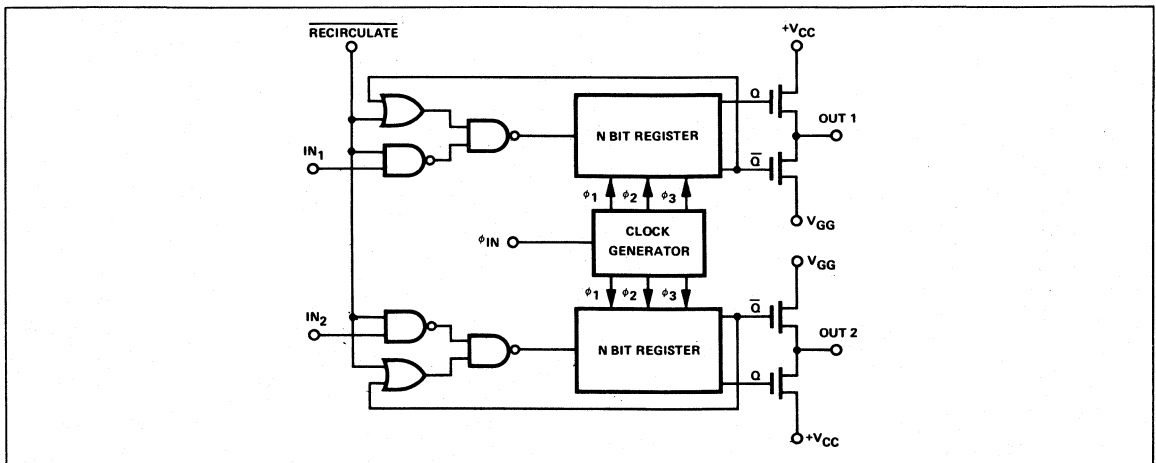 RECIRCULATE
+VCC
Q
OUT 1
N BIT REGISTER
IN1
Q̅
ϕ1 ϕ2 ϕ3
VGG
ϕIN
CLOCK
GENERATOR
VGG
ϕ1 ϕ2 ϕ3
Q̅
IN2
OUT 2
N BIT REGISTER
Q
+VCC